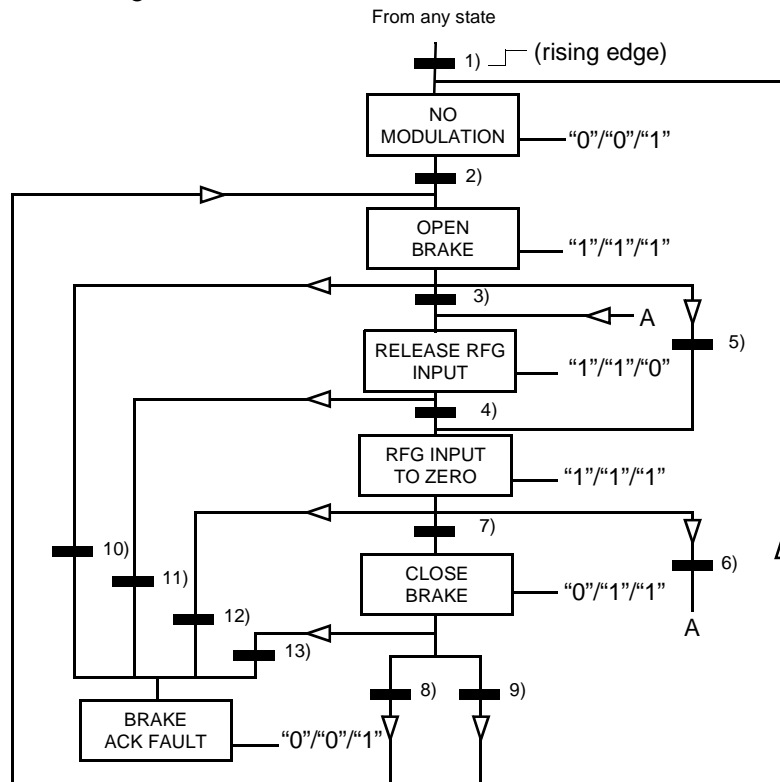 From any state
1) (rising edge)
NO
MODULATION
“0”/“0”/“1”
2)
OPEN
BRAKE
“1”/“1”/“1”
3)
A
5)
RELEASE RFG
INPUT
“1”/“1”/“0”
4)
RFG INPUT
TO ZERO
“1”/“1”/“1”
7)
10)
6)
11)
CLOSE
BRAKE
“0”/“1”/“1”
12)
A
13)
8)
9)
BRAKE
ACK FAULT
“0”/“0”/“1”